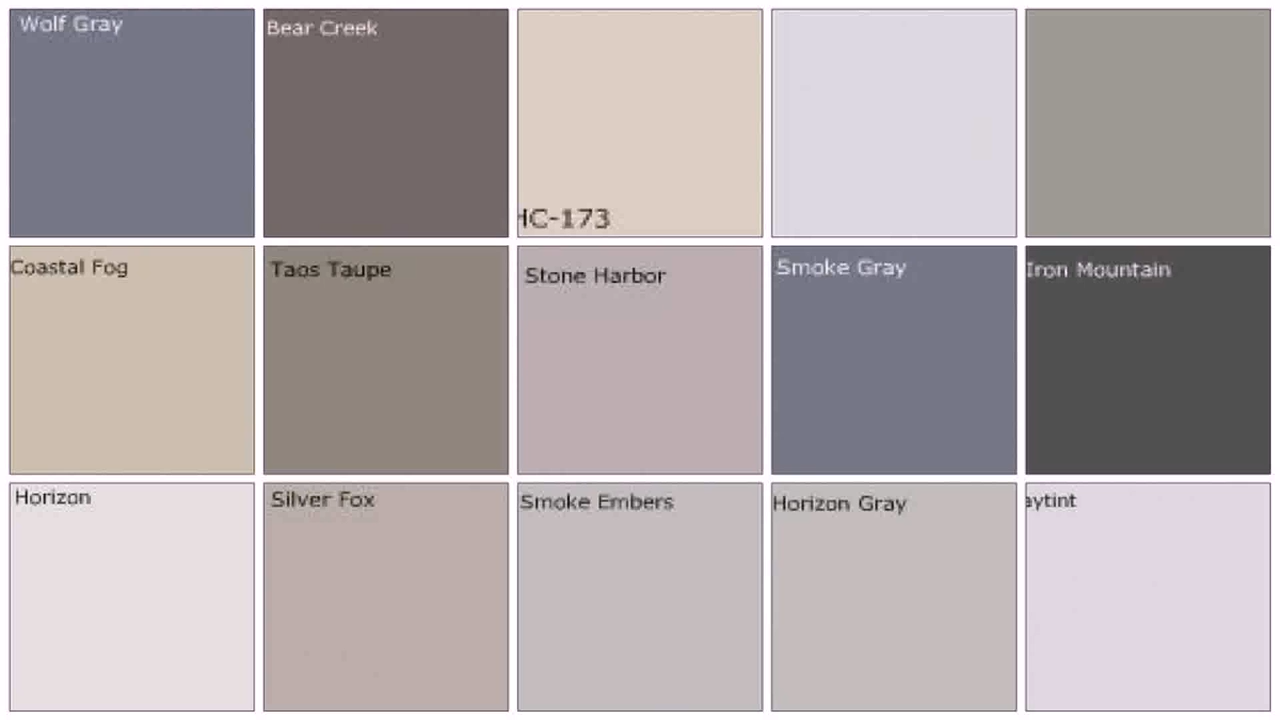 Wolf Gray
Bear Creek
HC-173
Coastal Fog
Taos Taupe
Stone Harbor
Smoke Gray
Iron Mountain
Horizon
Silver Fox
Smoke Embers
Horizon Gray
aytint